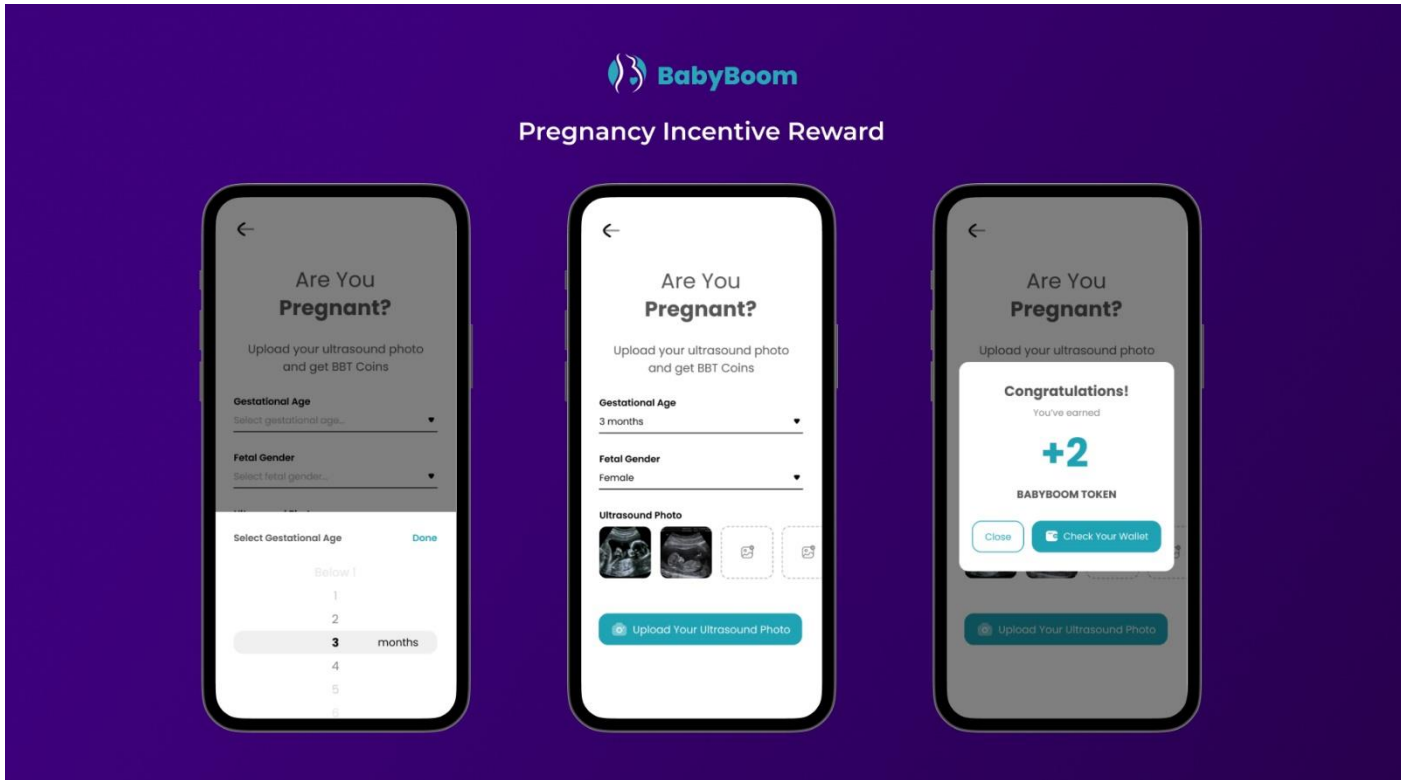 BabyBoom
Pregnancy Incentive Reward
Are You
Pregnant?
Upload your ultrasound photo
and get BBT Coins
Gestational Age
Select gestational age...
Fetal Gender
Select fetal gender...
Select Gestational Age
Done
Below 1
1
2
3 months
4
5
6
Are You
Pregnant?
Upload your ultrasound photo
and get BBT Coins
Gestational Age
3 months
Fetal Gender
Female
Ultrasound Photo
Upload Your Ultrasound Photo
Are You
Pregnant?
Upload your ultrasound photo
Congratulations!
You've earned
+2
BABYBOOM TOKEN
Close
Check Your Wallet
Upload Your Ultrasound Photo